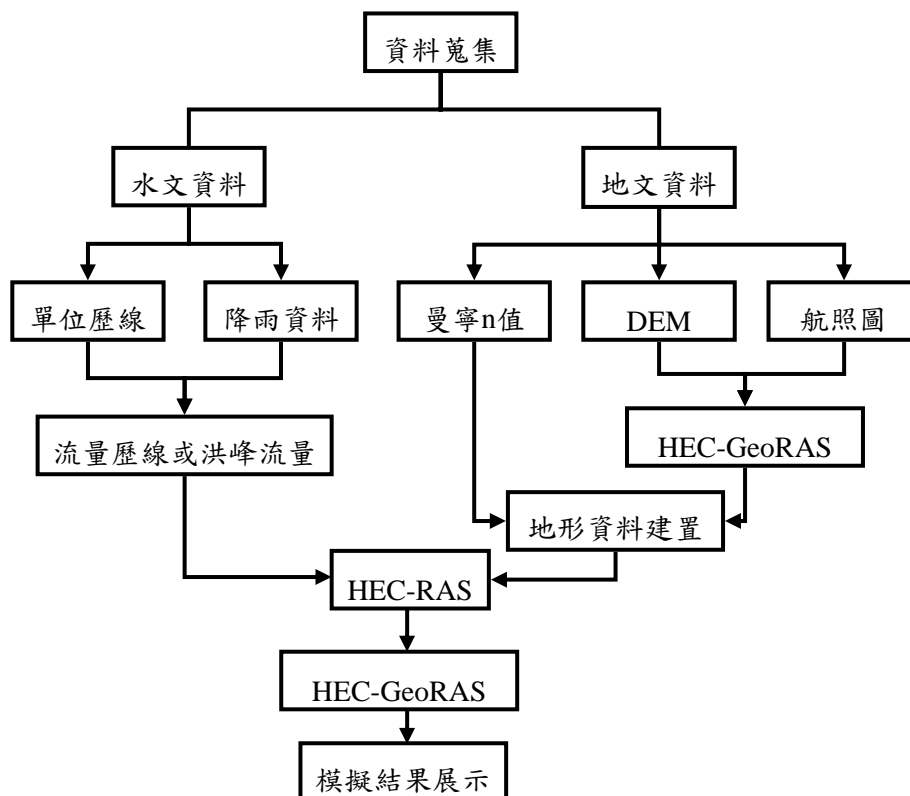 資料蒐集
水文資料
地文資料
單位歷線
降雨資料
曼寧n值
DEM
航照圖
流量歷線或洪峰流量
HEC-GeoRAS
地形資料建置
HEC-RAS
HEC-GeoRAS
模擬結果展示